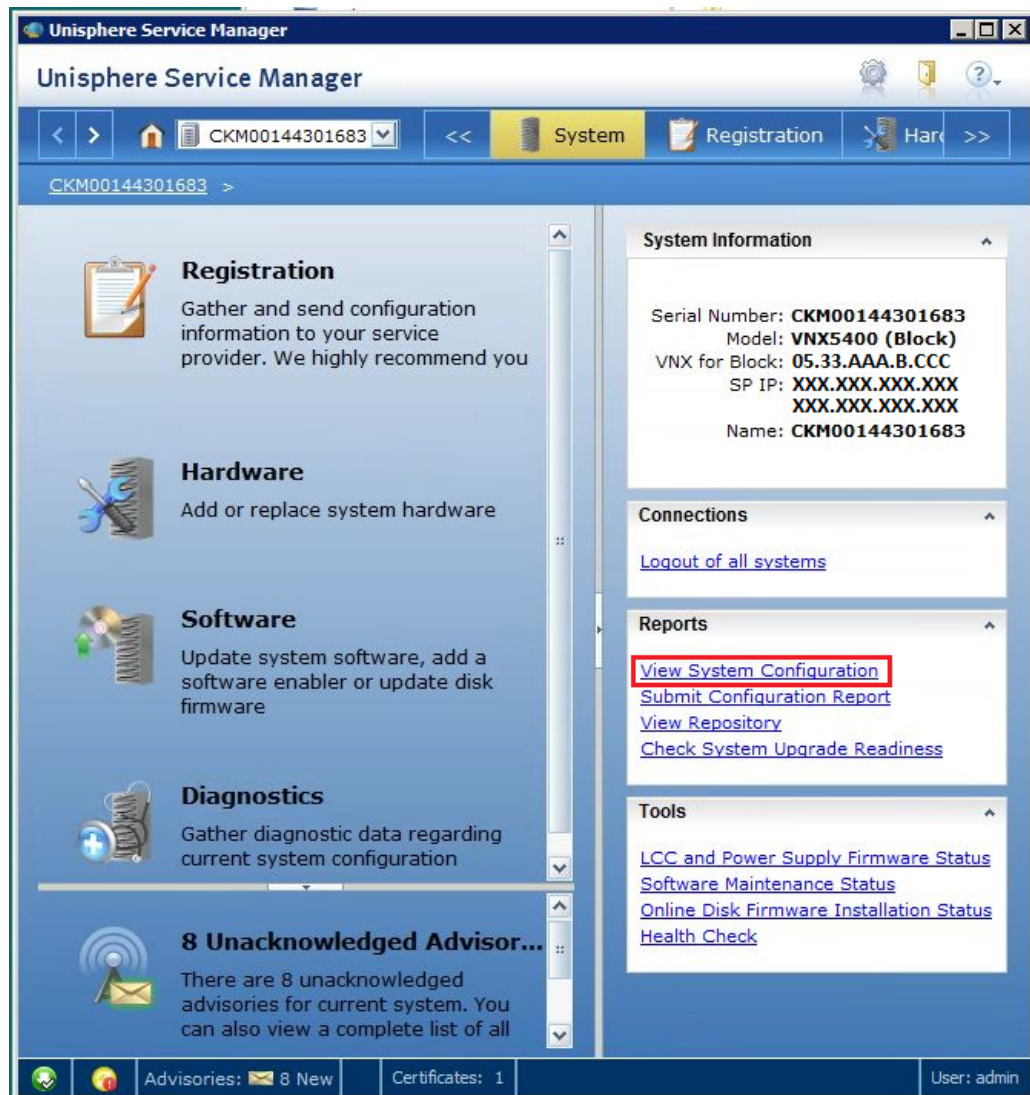 Unisphere Service Manager
Unisphere Service Manager
CKM00144301683
<<
System
Registration
Hard
>>
CKM00144301683 >
Registration
Gather and send configuration
information to your service
provider. We highly recommend you
Hardware
Add or replace system hardware
Software
Update system software, add a
software enabler or update disk
firmware
Diagnostics
Gather diagnostic data regarding
current system configuration
8 Unacknowledged Advisor...
There are 8 unacknowledged
advisories for current system. You
can also view a complete list of all
System Information
Serial Number: CKM00144301683
Model: VNX5400 (Block)
VNX for Block: 05.33.AAA.B.CCC
SP IP: XXX.XXX.XXX.XXX
XXX.XXX.XXX.XXX
Name: CKM00144301683
Connections
Logout of all systems
Reports
View System Configuration
Submit Configuration Report
View Repository
Check System Upgrade Readiness
Tools
LCC and Power Supply Firmware Status
Software Maintenance Status
Online Disk Firmware Installation Status
Health Check
Advisories: 8 New
Certificates: 1
User: admin